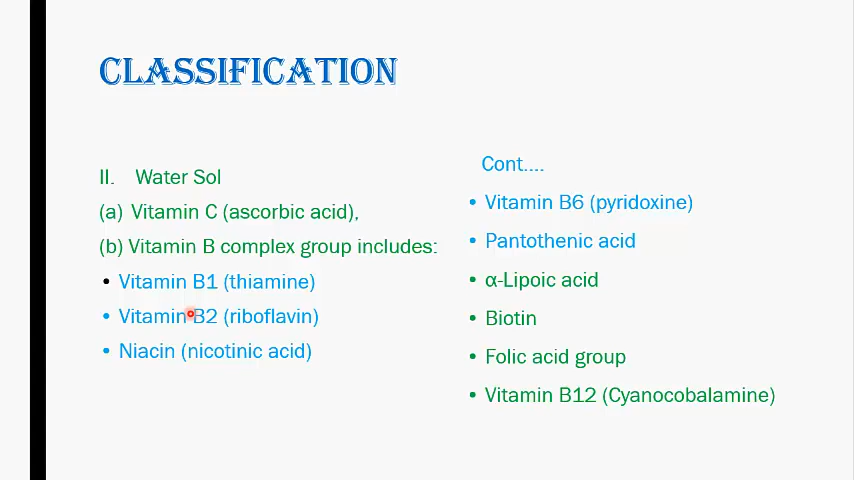 CLASSIFICATION
II. Water Sol
(a) Vitamin C (ascorbic acid),
(b) Vitamin B complex group includes:
• Vitamin B1 (thiamine)
• Vitamin B2 (riboflavin)
• Niacin (nicotinic acid)
Cont....
• Vitamin B6 (pyridoxine)
• Pantothenic acid
• α-Lipoic acid
• Biotin
• Folic acid group
• Vitamin B12 (Cyanocobalamine)